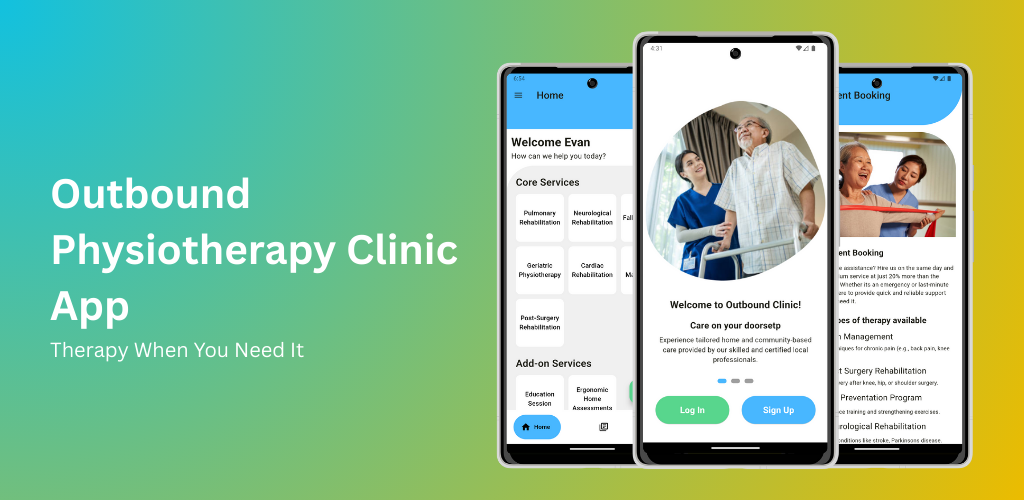 Outbound
Physiotherapy Clinic
App
Therapy When You Need It
6:54
Home
Welcome Evan
How can we help you today?
Core Services
Pulmonary
Rehabilitation
Neurological
Rehabilitation
Fall
Geriatric
Physiotherapy
Cardiac
Rehabilitation
Ma
Post-Surgery
Rehabilitation
Add-on Services
Education
Session
Ergonomic
Home
Assessments
Home
4:31
Welcome to Outbound Clinic!
Care on your doorsetp
Experience tailored home and community-based
care provided by our skilled and certified local
professionals.
Log In
Sign Up
ent Booking
ent Booking
e assistance? Hire us on the same day and
um service at just 20% more than the
Whether its an emergency or last-minute
ere to provide quick and reliable support
need it.
pes of therapy available
n Management
iques for chronic pain (e.g., back pain, knee
t Surgery Rehabilitation
very after knee, hip, or shoulder surgery.
Prevention Program
nce training and strengthening exercises.
rological Rehabilitation
onditions like stroke, Parkinsons disease.